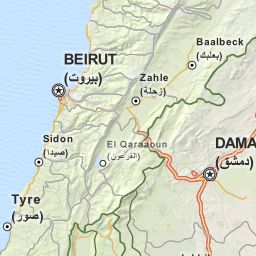 Baalbeck
(بعلبك)
BEIRUT
(بيروت)
Zahle
(زحلة)
Sidon
(صيدا)
El Qaraaoun
(القرعون)
DAMA
(دمشق)
Tyre
(صور)